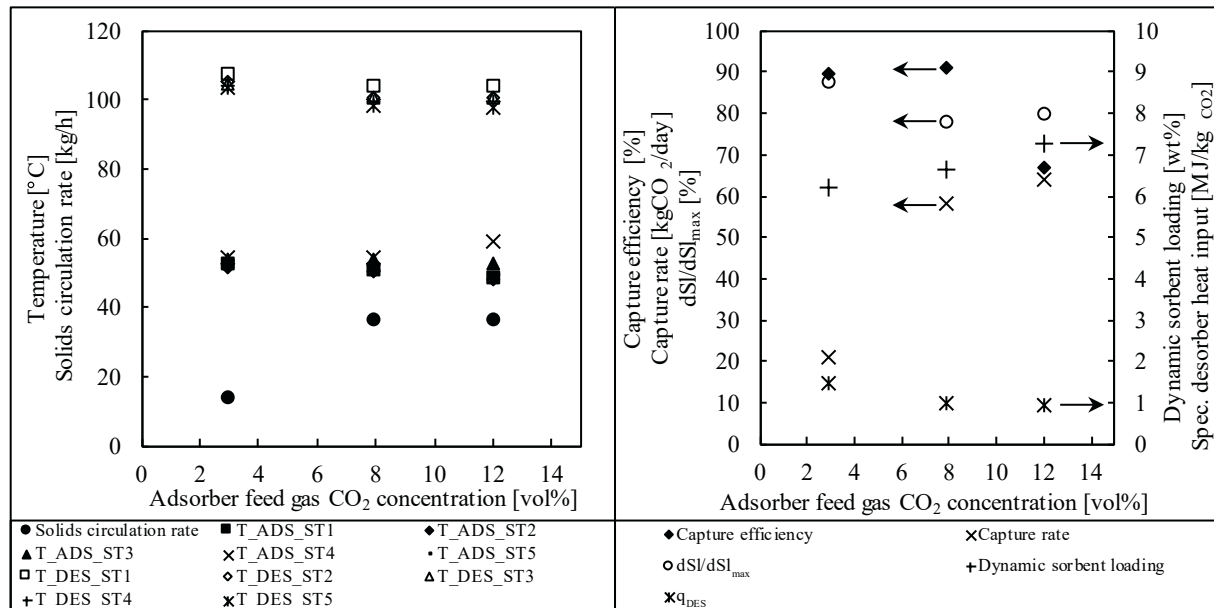 120
100
80
60
40
20
0
Temperature [°C]
Solids circulation rate [kg/h]
0 2 4 6 8 10 12 14
Adsorber feed gas CO2 concentration [vol%]
● Solids circulation rate ■ T_ADS_ST1 ◆ T_ADS_ST2
▲ T_ADS_ST3 × T_ADS_ST4 • T_ADS_ST5
□ T_DES_ST1 ◇ T_DES_ST2 △ T_DES_ST3
+ T_DES_ST4 ж T_DES_ST5
100
90
80
70
60
50
40
30
20
10
0
Capture efficiency [%]
Capture rate [kgCO2/day]
dSl/dSlmax
[%]
10
9
8
7
6
5
4
3
2
1
0
Dynamic sorbent loading [wt%]
Spec. desorber heat input [MJ/kg CO2]
0 2 4 6 8 10 12 14
Adsorber feed gas CO2 concentration [vol%]
◆ Capture efficiency × Capture rate
○ dSl/dSlmax + Dynamic sorbent loading
ж qDES